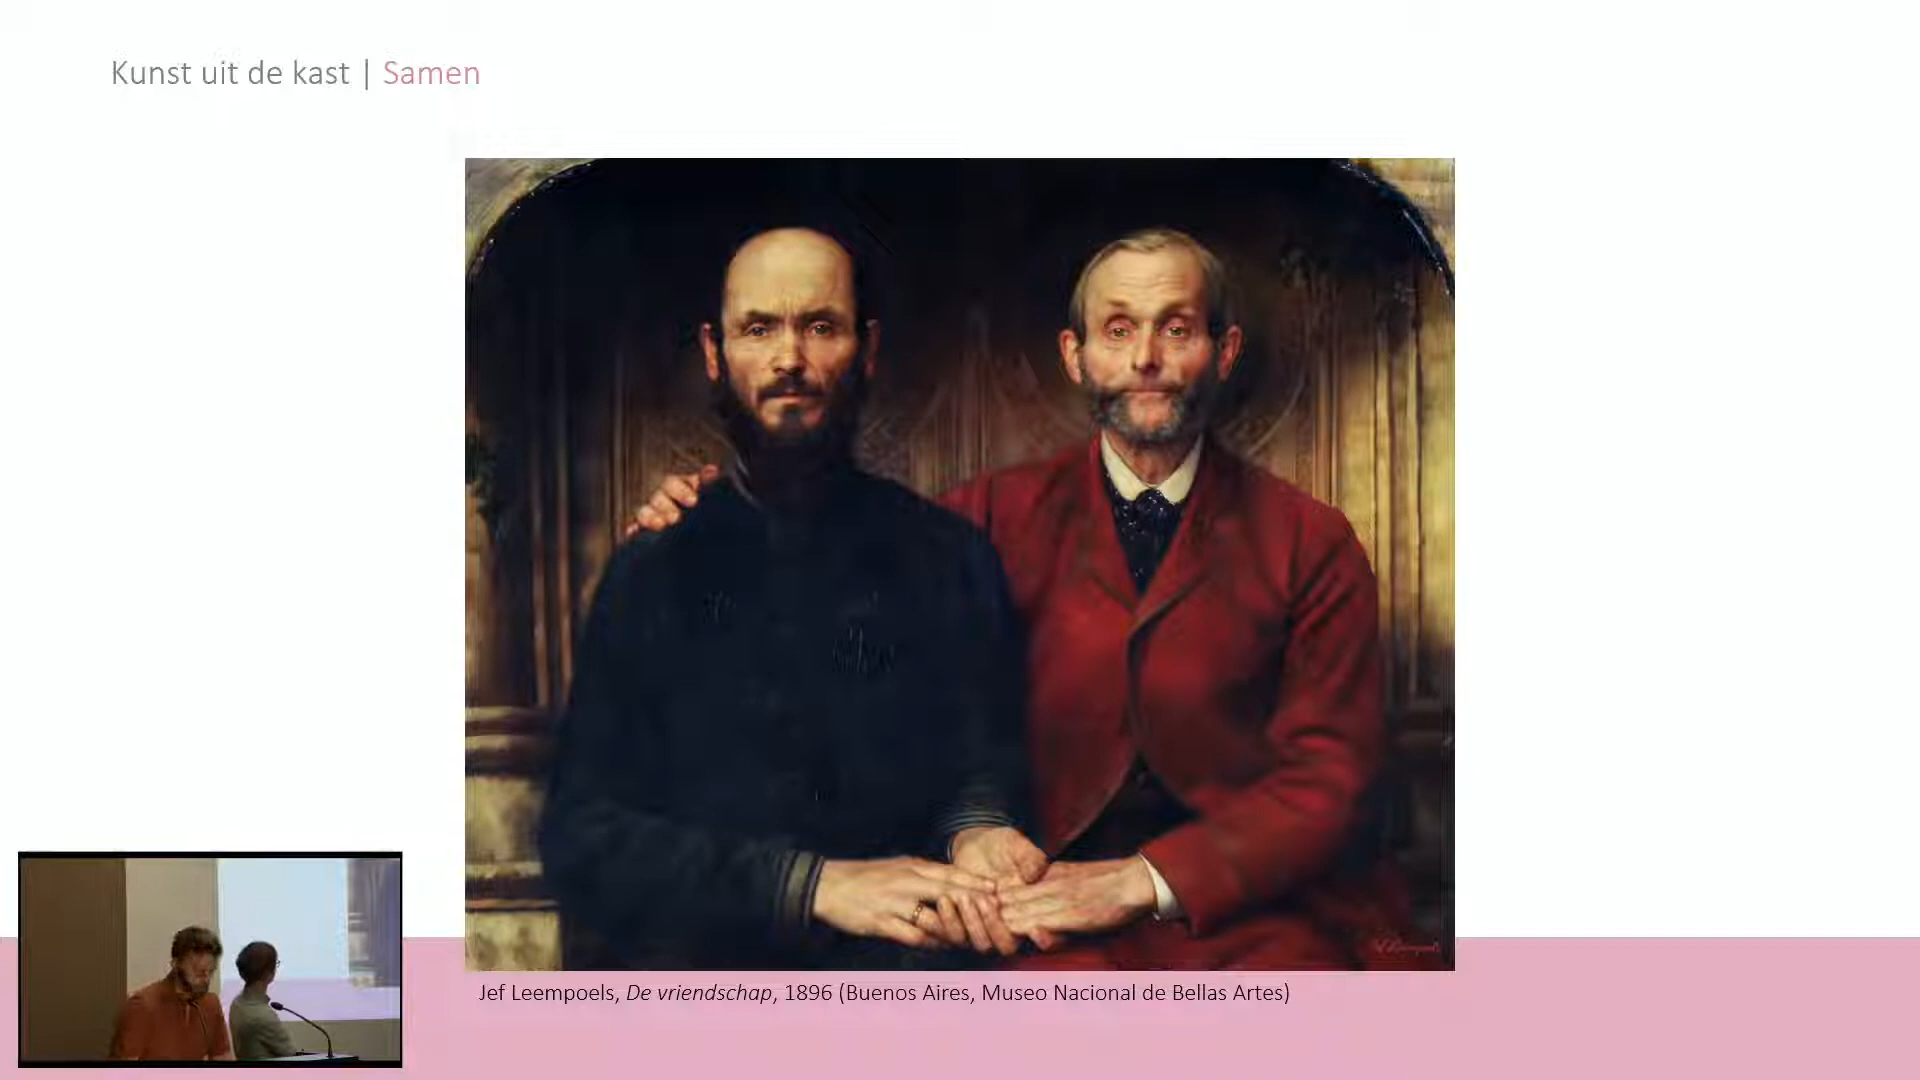 Kunst uit de kast | Samen
Jef Leempoels, De vriendschap, 1896 (Buenos Aires, Museo Nacional de Bellas Artes)